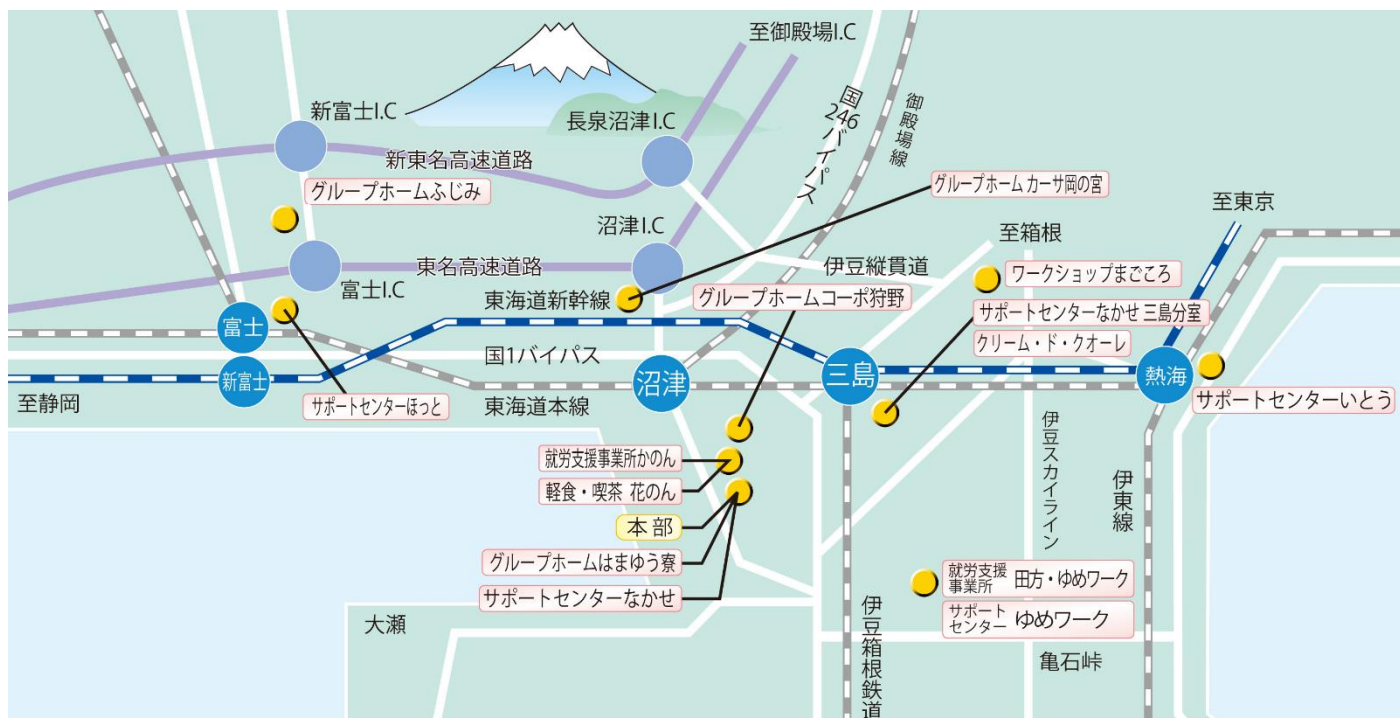 至御殿場I.C
新富士I.C
長泉沼津I.C
国246バイパス
御殿場線
新東名高速道路
グループホームふじみ
グループホーム カーサ岡の宮
至東京
沼津I.C
至箱根
東名高速道路
伊豆縦貫道
ワークショップまごころ
富士I.C
東海道新幹線
グループホームコーポ狩野
サポートセンターなかせ 三島分室
富士
国1バイパス
クリーム・ド・クオーレ
新富士
沼津
三島
熱海
至静岡
サポートセンターほっと
東海道本線
サポートセンターいとう
就労支援事業所かのん
伊豆スカイライン
伊東線
軽食・喫茶 花のん
本部
グループホームはまゆう寮
就労支援事業所 田方・ゆめワーク
サポートセンターなかせ
サポートセンター ゆめワーク
大瀬
伊豆箱根鉄道
亀石峠